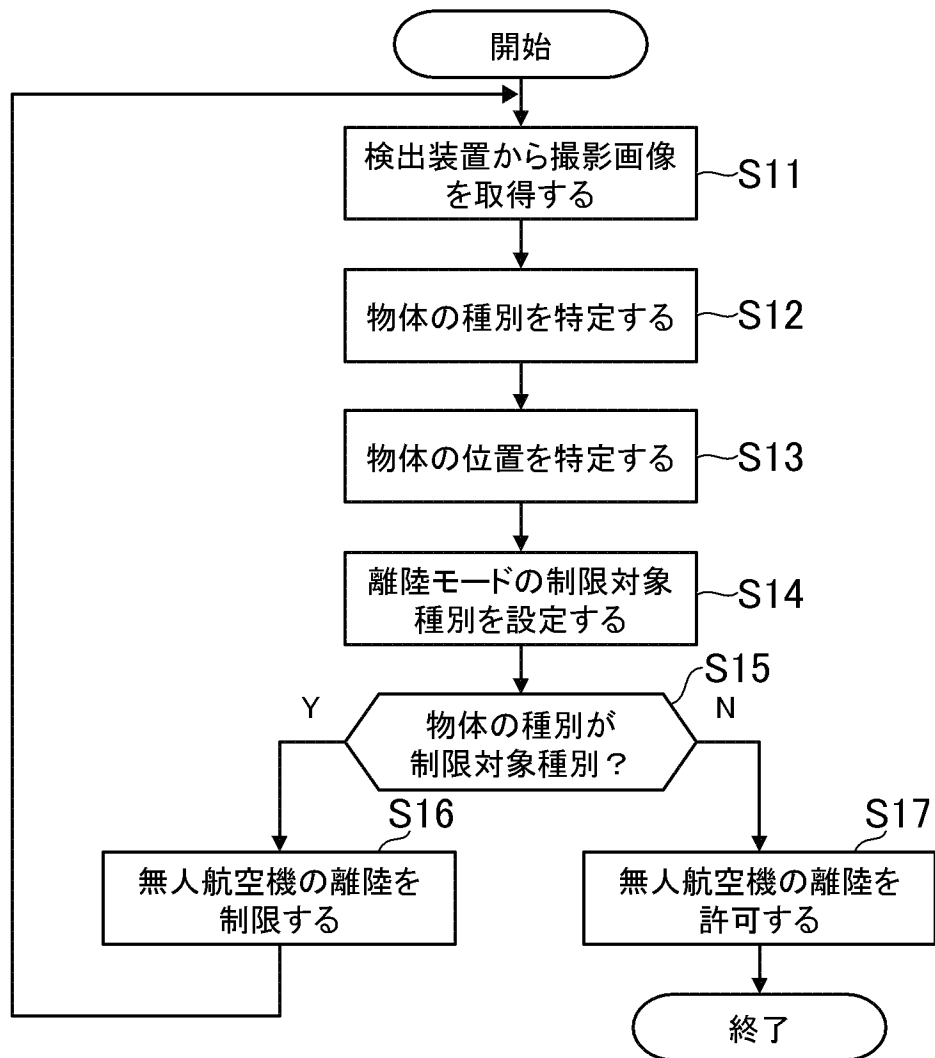 開始
検出装置から撮影画像
を取得する
S11
物体の種別を特定する
S12
物体の位置を特定する
S13
離陸モードの制限対象
種別を設定する
S14
S15
Y
N
物体の種別が
制限対象種別？
S16
S17
無人航空機の離陸を
制限する
無人航空機の離陸を
許可する
終了